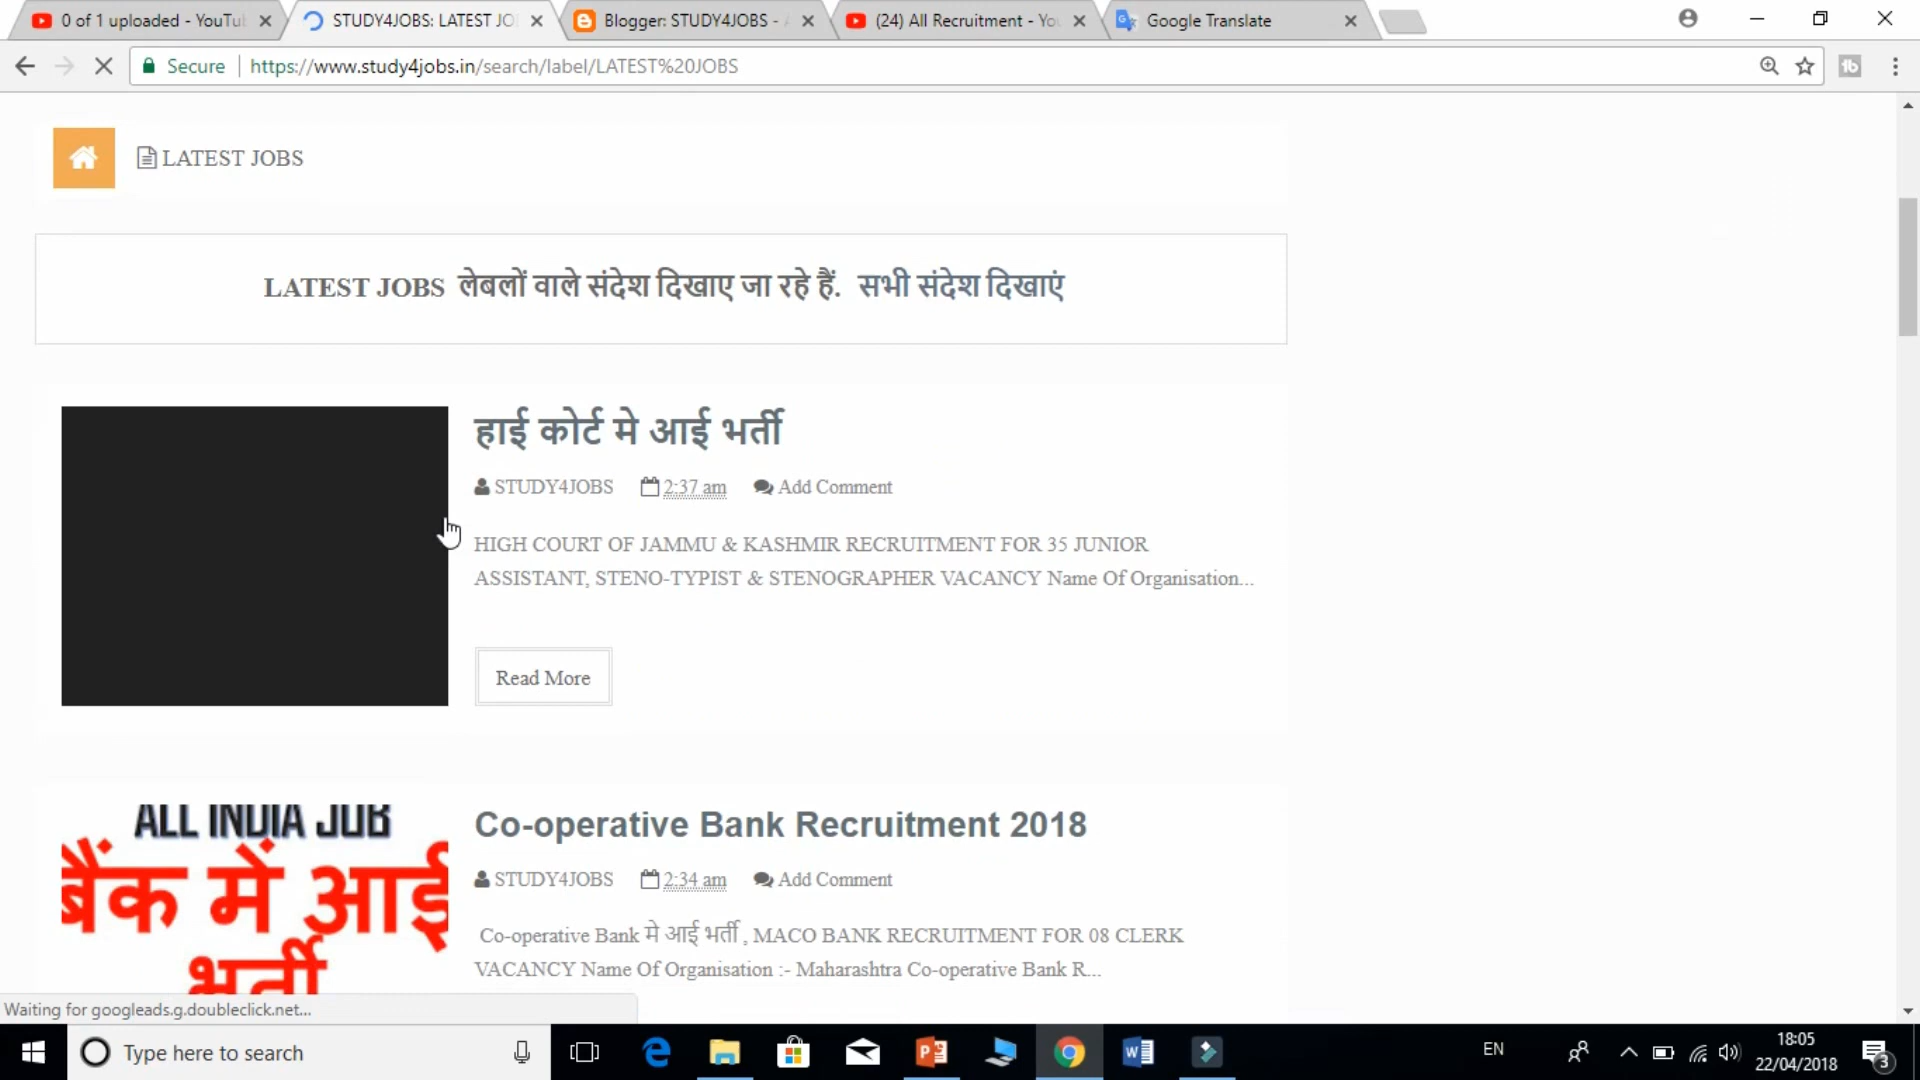 0 of 1 uploaded - YouTu
STUDY4JOBS: LATEST JO
Blogger: STUDY4JOBS -
(24) All Recruitment - Yo
Google Translate
Secure
https://www.study4jobs.in/search/label/LATEST%20JOBS
LATEST JOBS
LATEST JOBS लेबलों वाले संदेश दिखाए जा रहे हैं. सभी संदेश दिखाएं
हाई कोर्ट मे आई भर्ती
STUDY4JOBS 2:37 am Add Comment
HIGH COURT OF JAMMU & KASHMIR RECRUITMENT FOR 35 JUNIOR
ASSISTANT, STENO-TYPIST & STENOGRAPHER VACANCY Name Of Organisation...
Read More
ALL INDIA JOB
बैंक में आई
भर्ती
Co-operative Bank Recruitment 2018
STUDY4JOBS 2:34 am Add Comment
Co-operative Bank मे आई भर्ती , MACO BANK RECRUITMENT FOR 08 CLERK
VACANCY Name Of Organisation :- Maharashtra Co-operative Bank R...
Waiting for googleads.g.doubleclick.net...
Type here to search
EN
18:05
22/04/2018
3